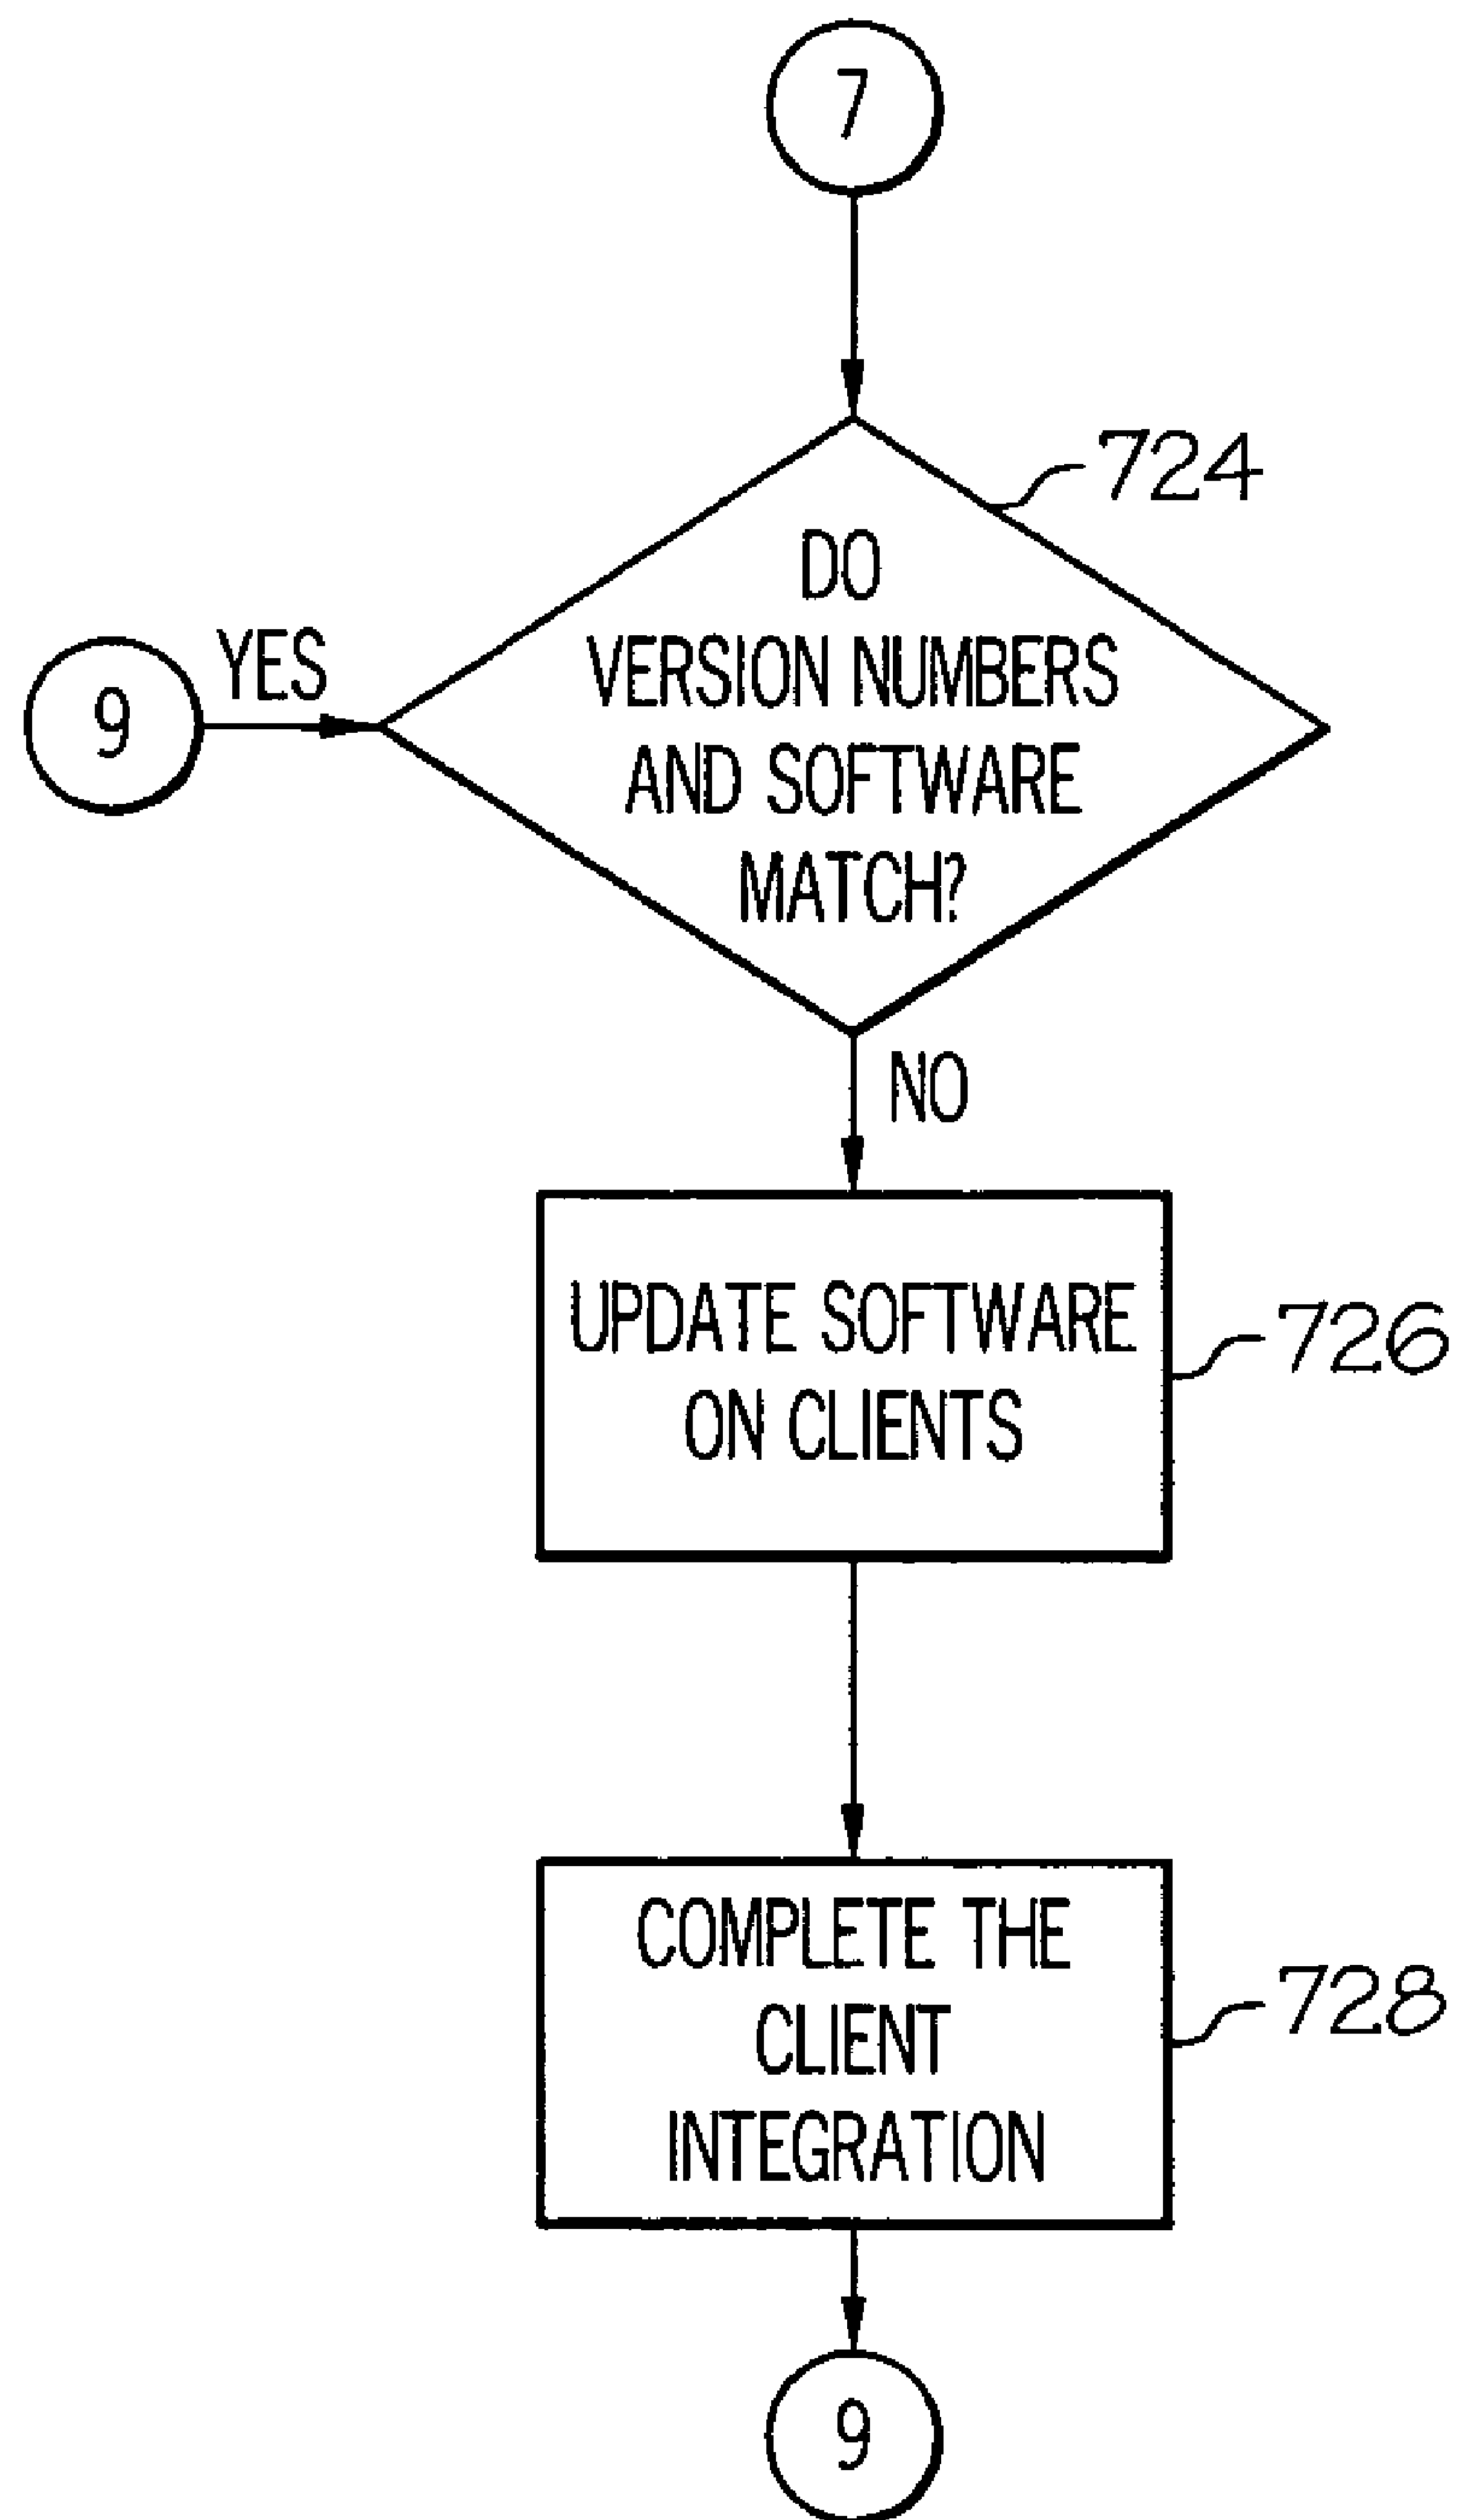 7
724
DO
VERSION NUMBERS
AND SOFTWARE
MATCH?
YES
9
NO
UPDATE SOFTWARE
ON CLIENTS
726
COMPLETE THE
CLIENT
INTEGRATION
728
9